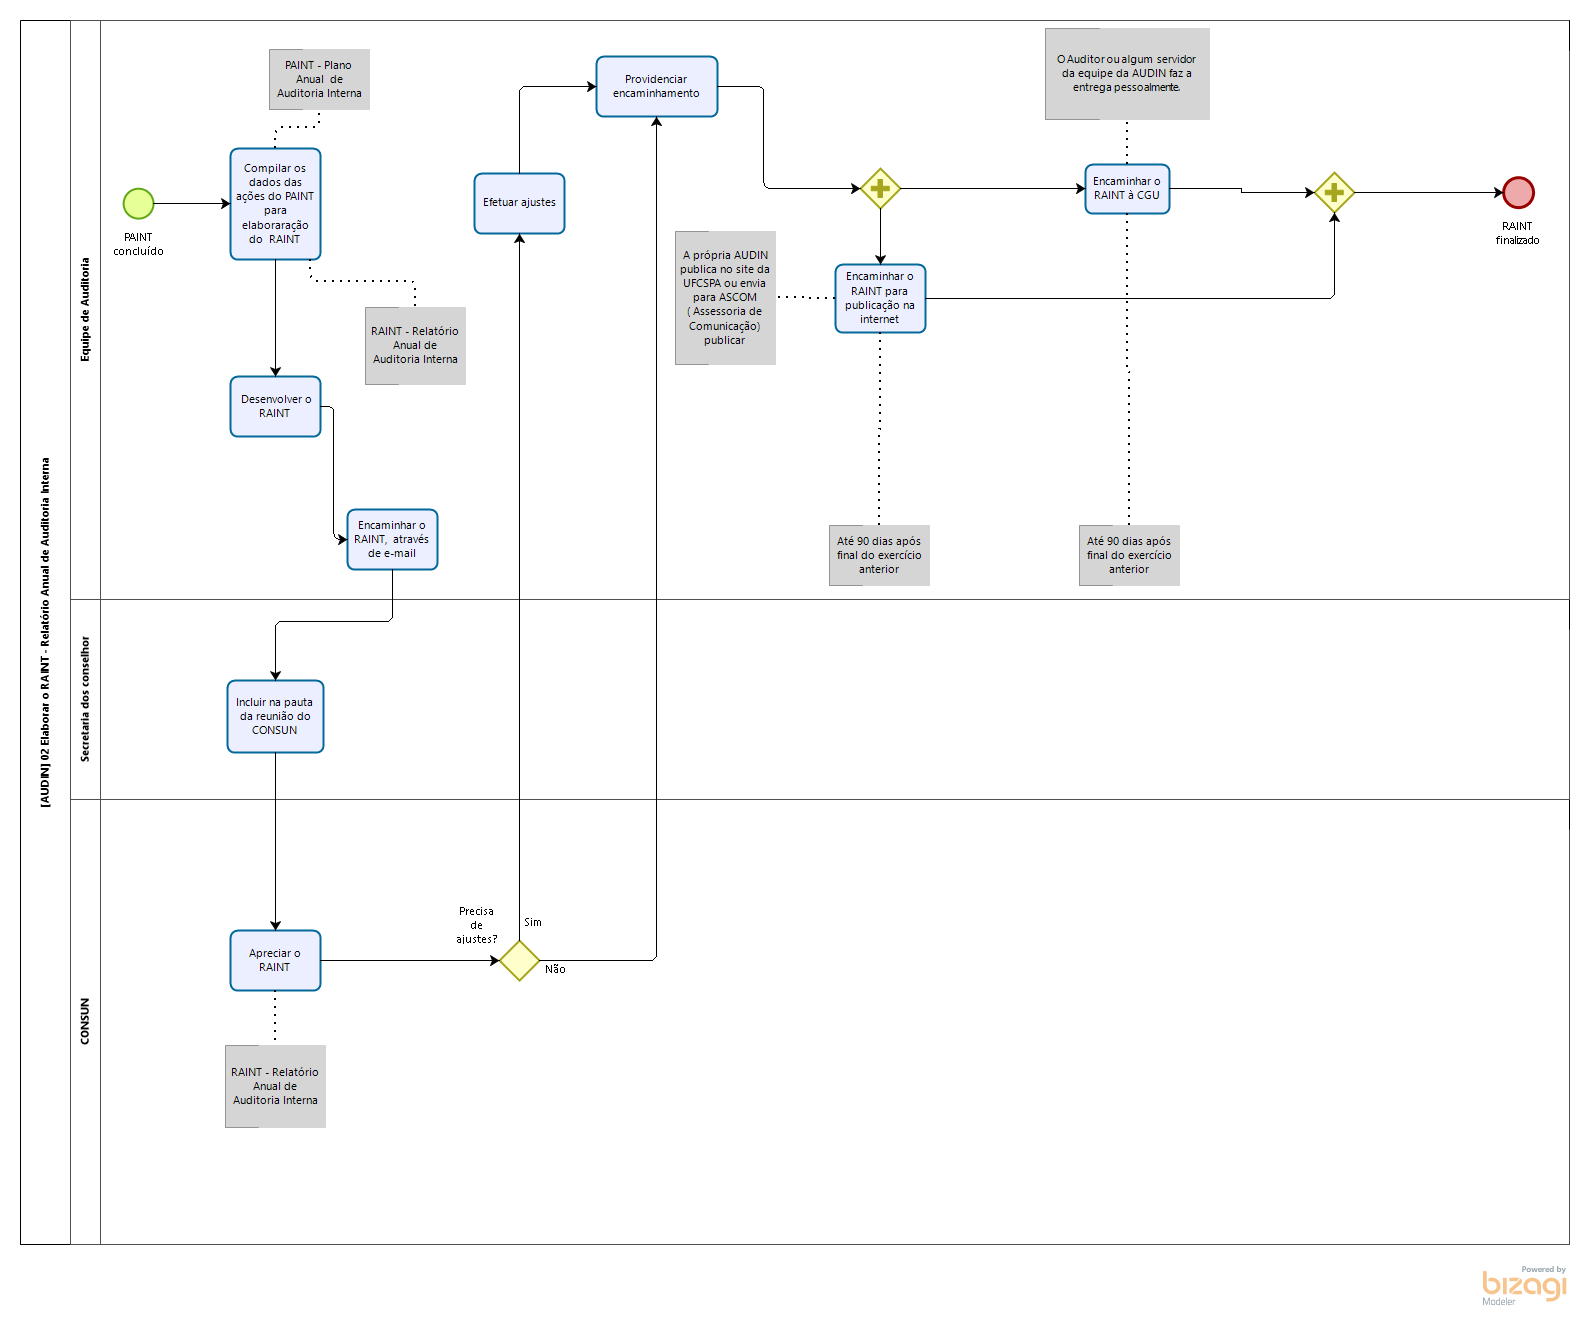 [AUDIN] 02 Elaborar o RAINT - Relatório Anual de Auditoria Interna
Equipe de Auditoria
PAINT
concluído
PAINT - Plano
Anual de
Auditoria Interna
Compilar os
dados das
ações do PAINT
para
elaboraração
do RAINT
RAINT - Relatório
Anual de
Auditoria Interna
Desenvolver o
RAINT
Encaminhar o
RAINT, através
de e-mail
Efetuar ajustes
Providenciar
encaminhamento
A própria AUDIN
publica no site da
UFCSPA ou envia
para ASCOM
( Assessoria de
Comunicação)
publicar
Encaminhar o
RAINT para
publicação na
internet
Até 90 dias após
final do exercício
anterior
O Auditor ou algum servidor
da equipe da AUDIN faz a
entrega pessoalmente.
Encaminhar o
RAINT à CGU
Até 90 dias após
final do exercício
anterior
RAINT
finalizado
Secretaria dos conselhor
Incluir na pauta
da reunião do
CONSUN
CONSUN
Apreciar o
RAINT
RAINT - Relatório
Anual de
Auditoria Interna
Precisa
de
ajustes?
Sim
Não
Powered by
bizagi
Modeler